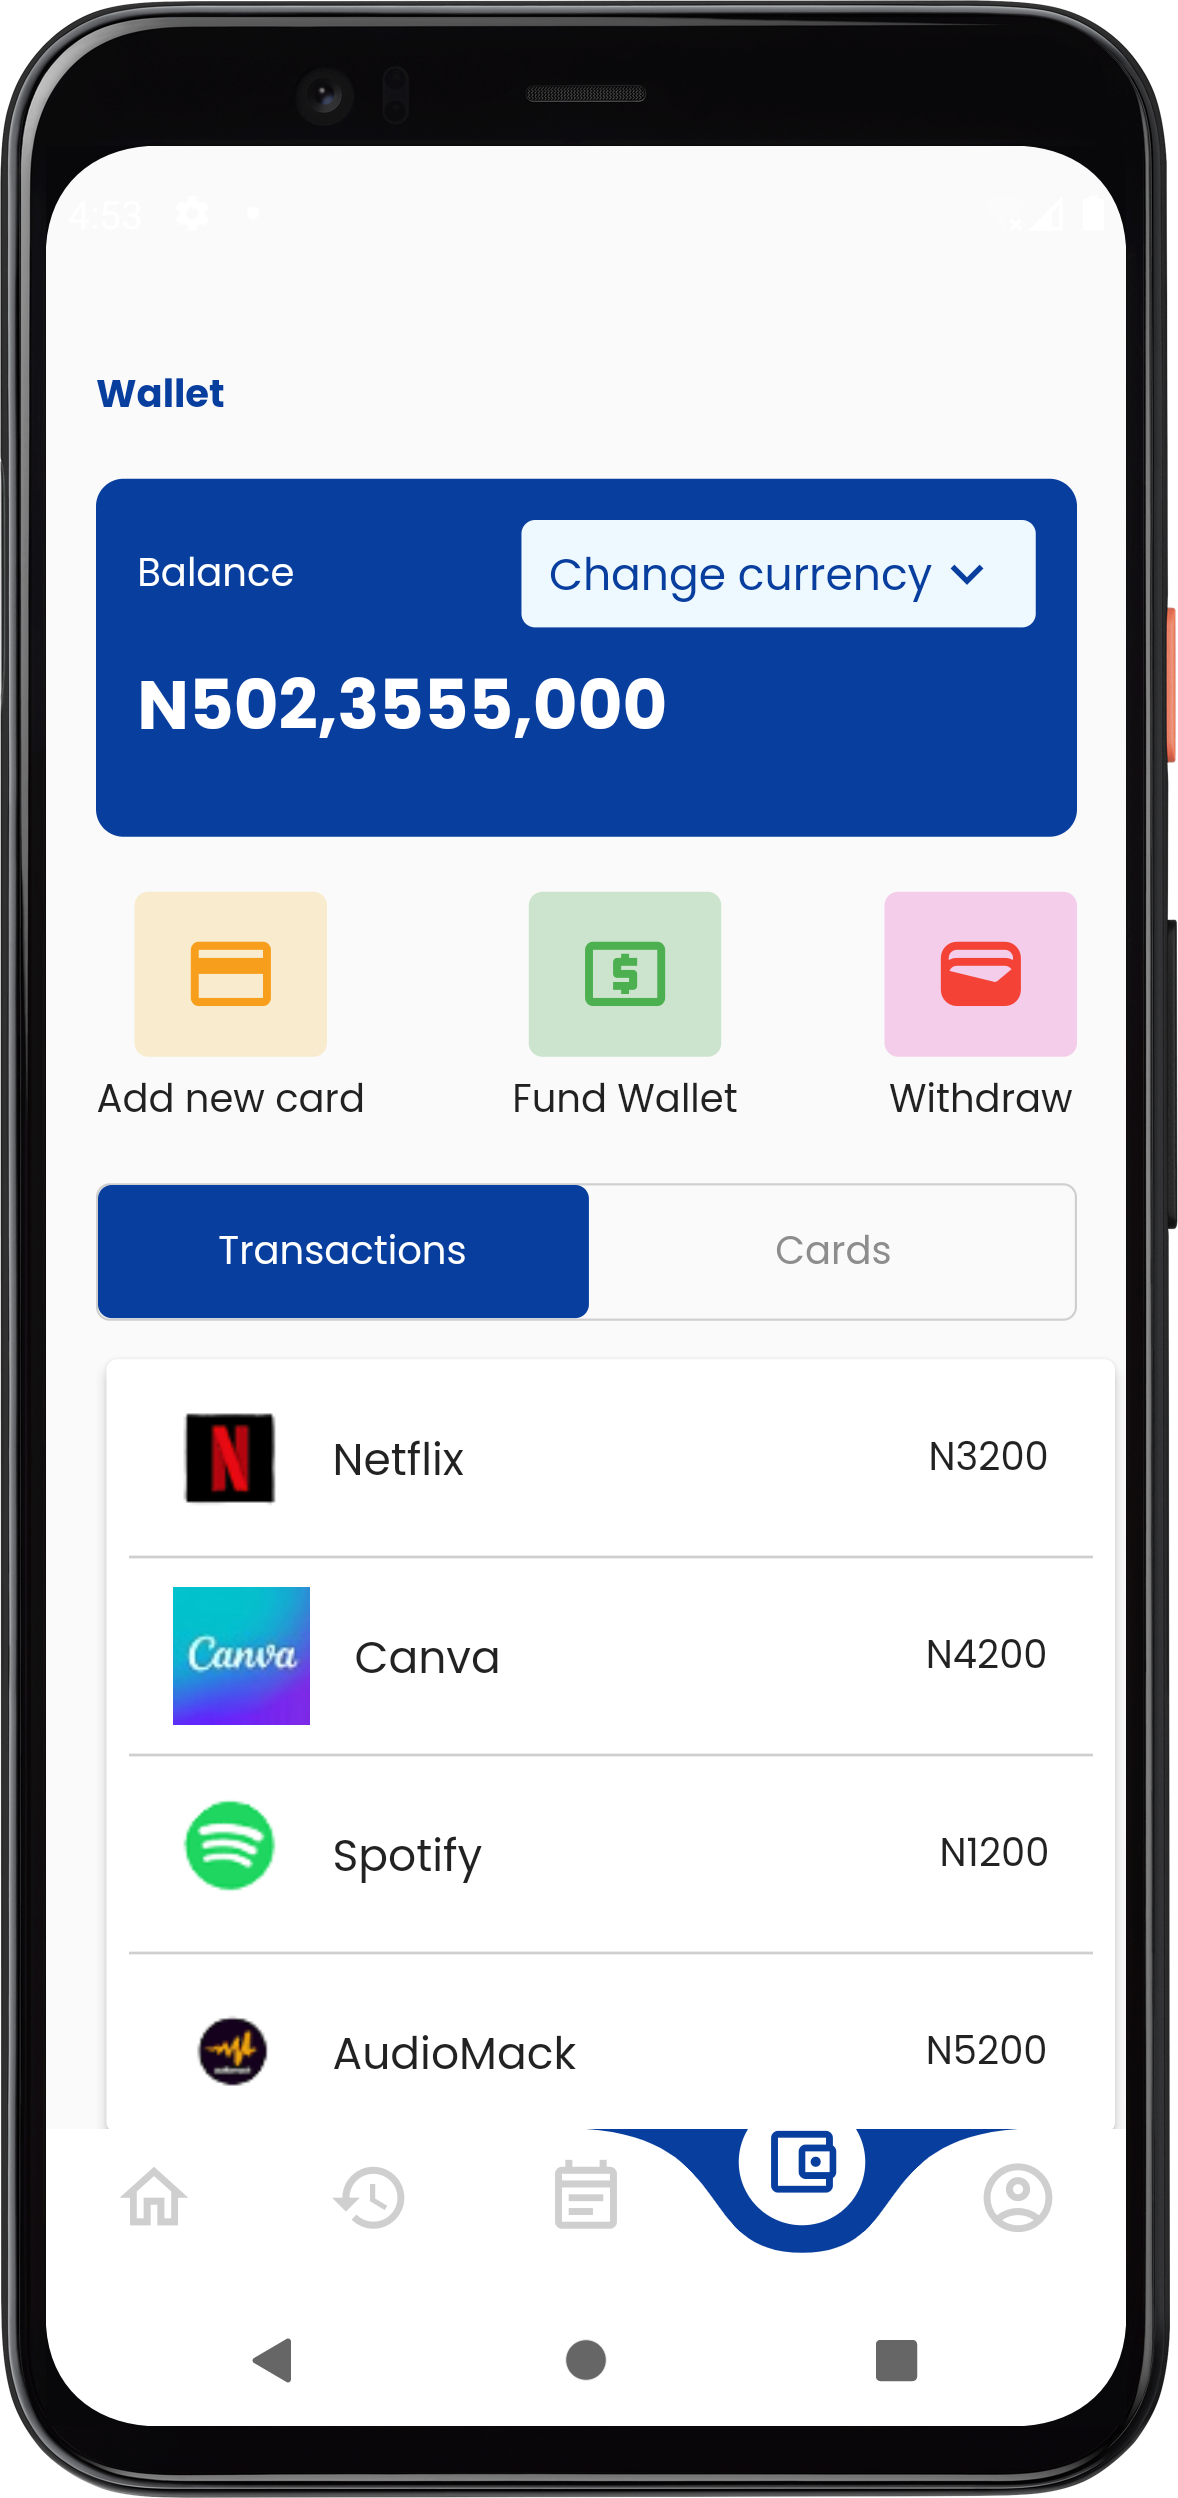 4:53
Wallet
Balance
Change currency
N502,3555,000
Add new card
Fund Wallet
Withdraw
Transactions
Cards
Netflix
N3200
Canva
Canva
N4200
Spotify
N1200
AudioMack
N5200